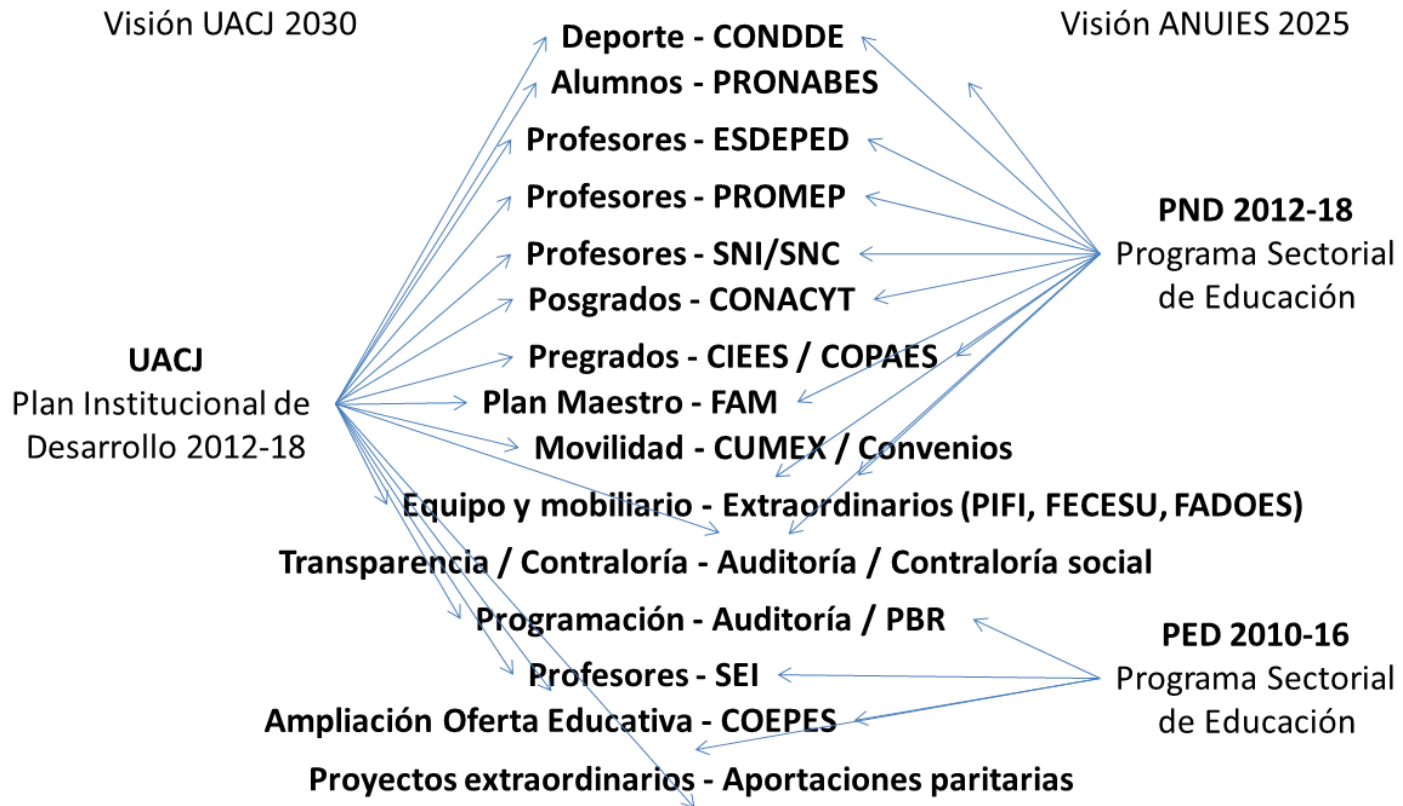 Visión UACJ 2030
Visión ANUIES 2025
Deporte - CONDDE
Alumnos - PRONABES
Profesores - ESDEPED
Profesores - PROMEP
Profesores - SNI/SNC
Posgrados - CONACYT
Pregrados - CIEES / COPAES
Plan Maestro - FAM
Movilidad - CUMEX / Convenios
Equipo y mobiliario - Extraordinarios (PIFI, FECESU, FADOES)
Transparencia / Contraloría - Auditoría / Contraloría social
Programación - Auditoría / PBR
Profesores - SEI
Ampliación Oferta Educativa - COEPES
Proyectos extraordinarios - Aportaciones paritarias
UACJ
Plan Institucional de
Desarrollo 2012-18
PND 2012-18
Programa Sectorial
de Educación
PED 2010-16
Programa Sectorial
de Educación